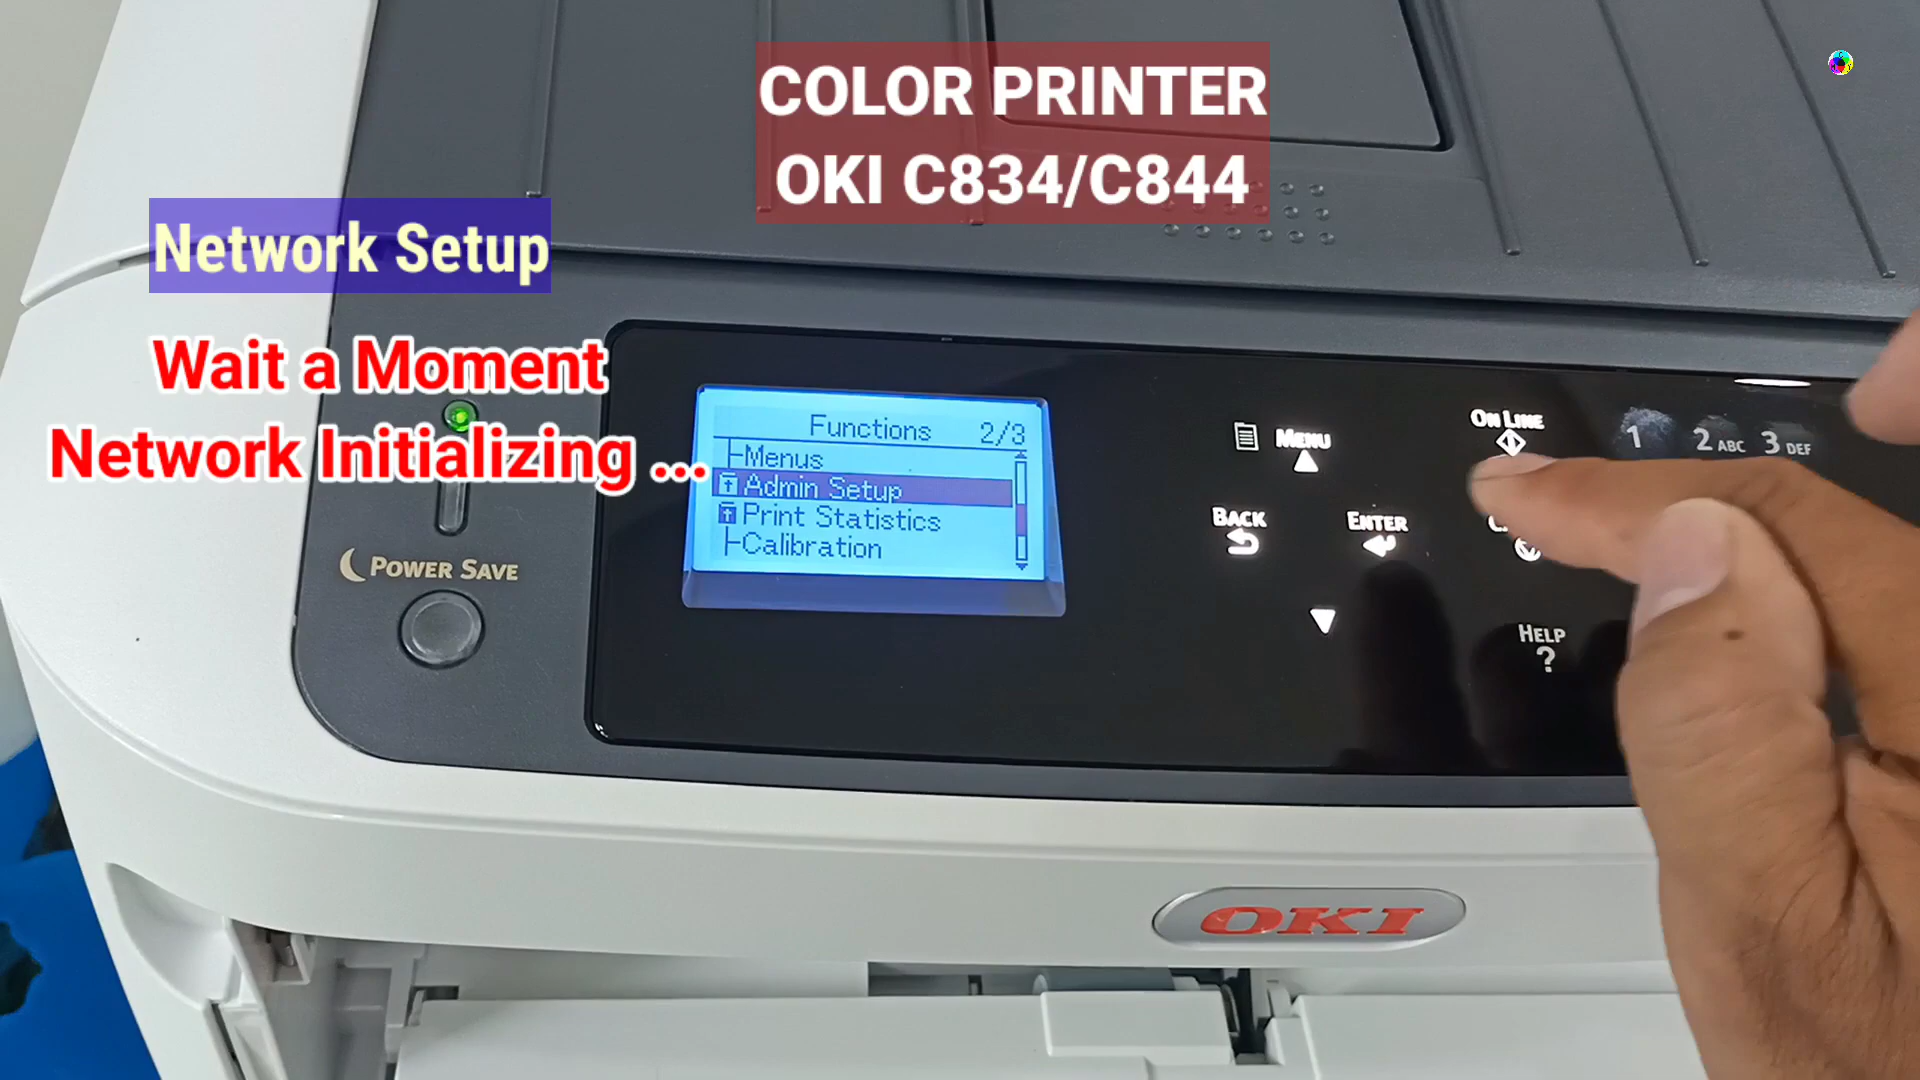 COLOR PRINTER
OKI C834/C844
Network Setup
Wait a Moment
Network Initializing ...
Functions 2/3
Menus
Admin Setup
Print Statistics
Calibration
POWER SAVE
MENU
ON LINE
1 2 ABC 3 DEF
BACK
ENTER
HELP
?
OKI